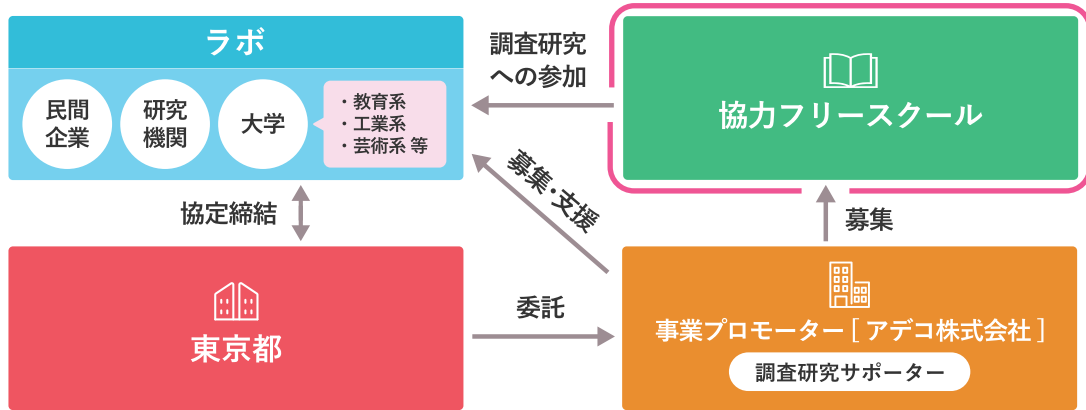 ラボ
民間
企業
研究
機関
大学
・教育系
・工業系
・芸術系 等
調査研究
への参加
協力フリースクール
協定締結
募集・支援
募集
東京都
委託
事業プロモーター [ アデコ株式会社 ]
調査研究サポーター